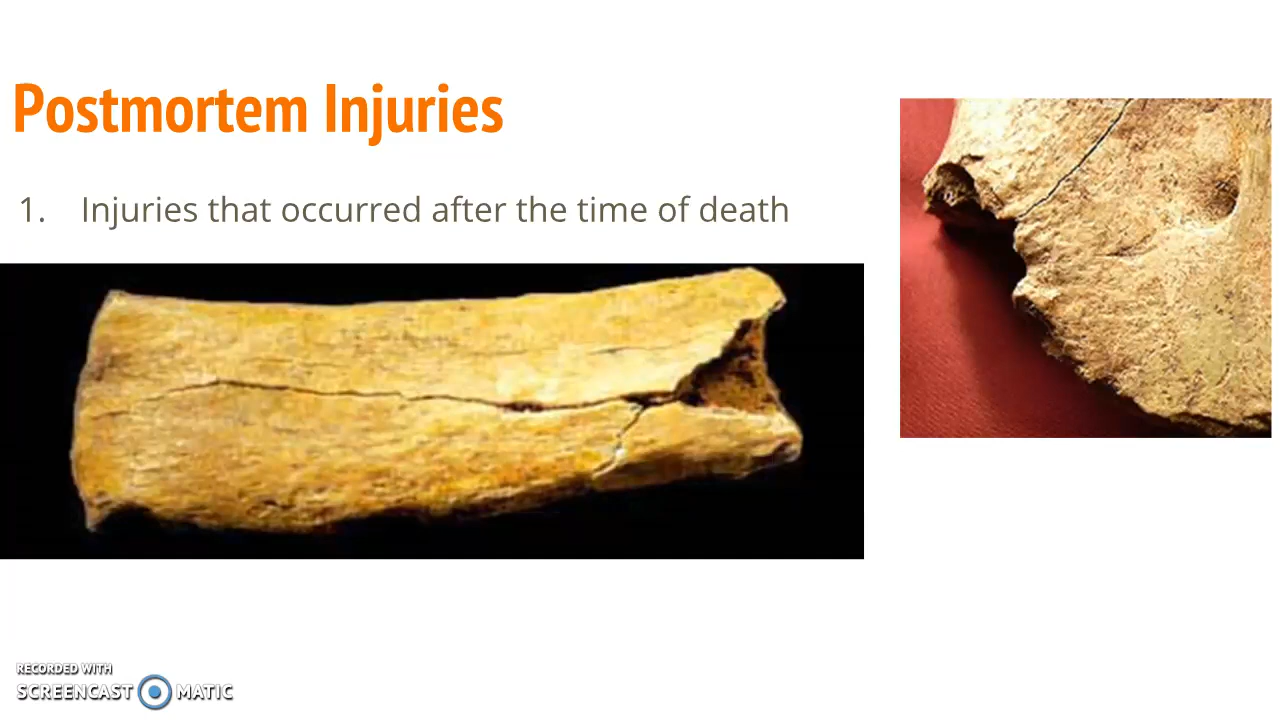 Postmortem Injuries
1. Injuries that occurred after the time of death
RECORDED WITH
SCREENCAST MATIC